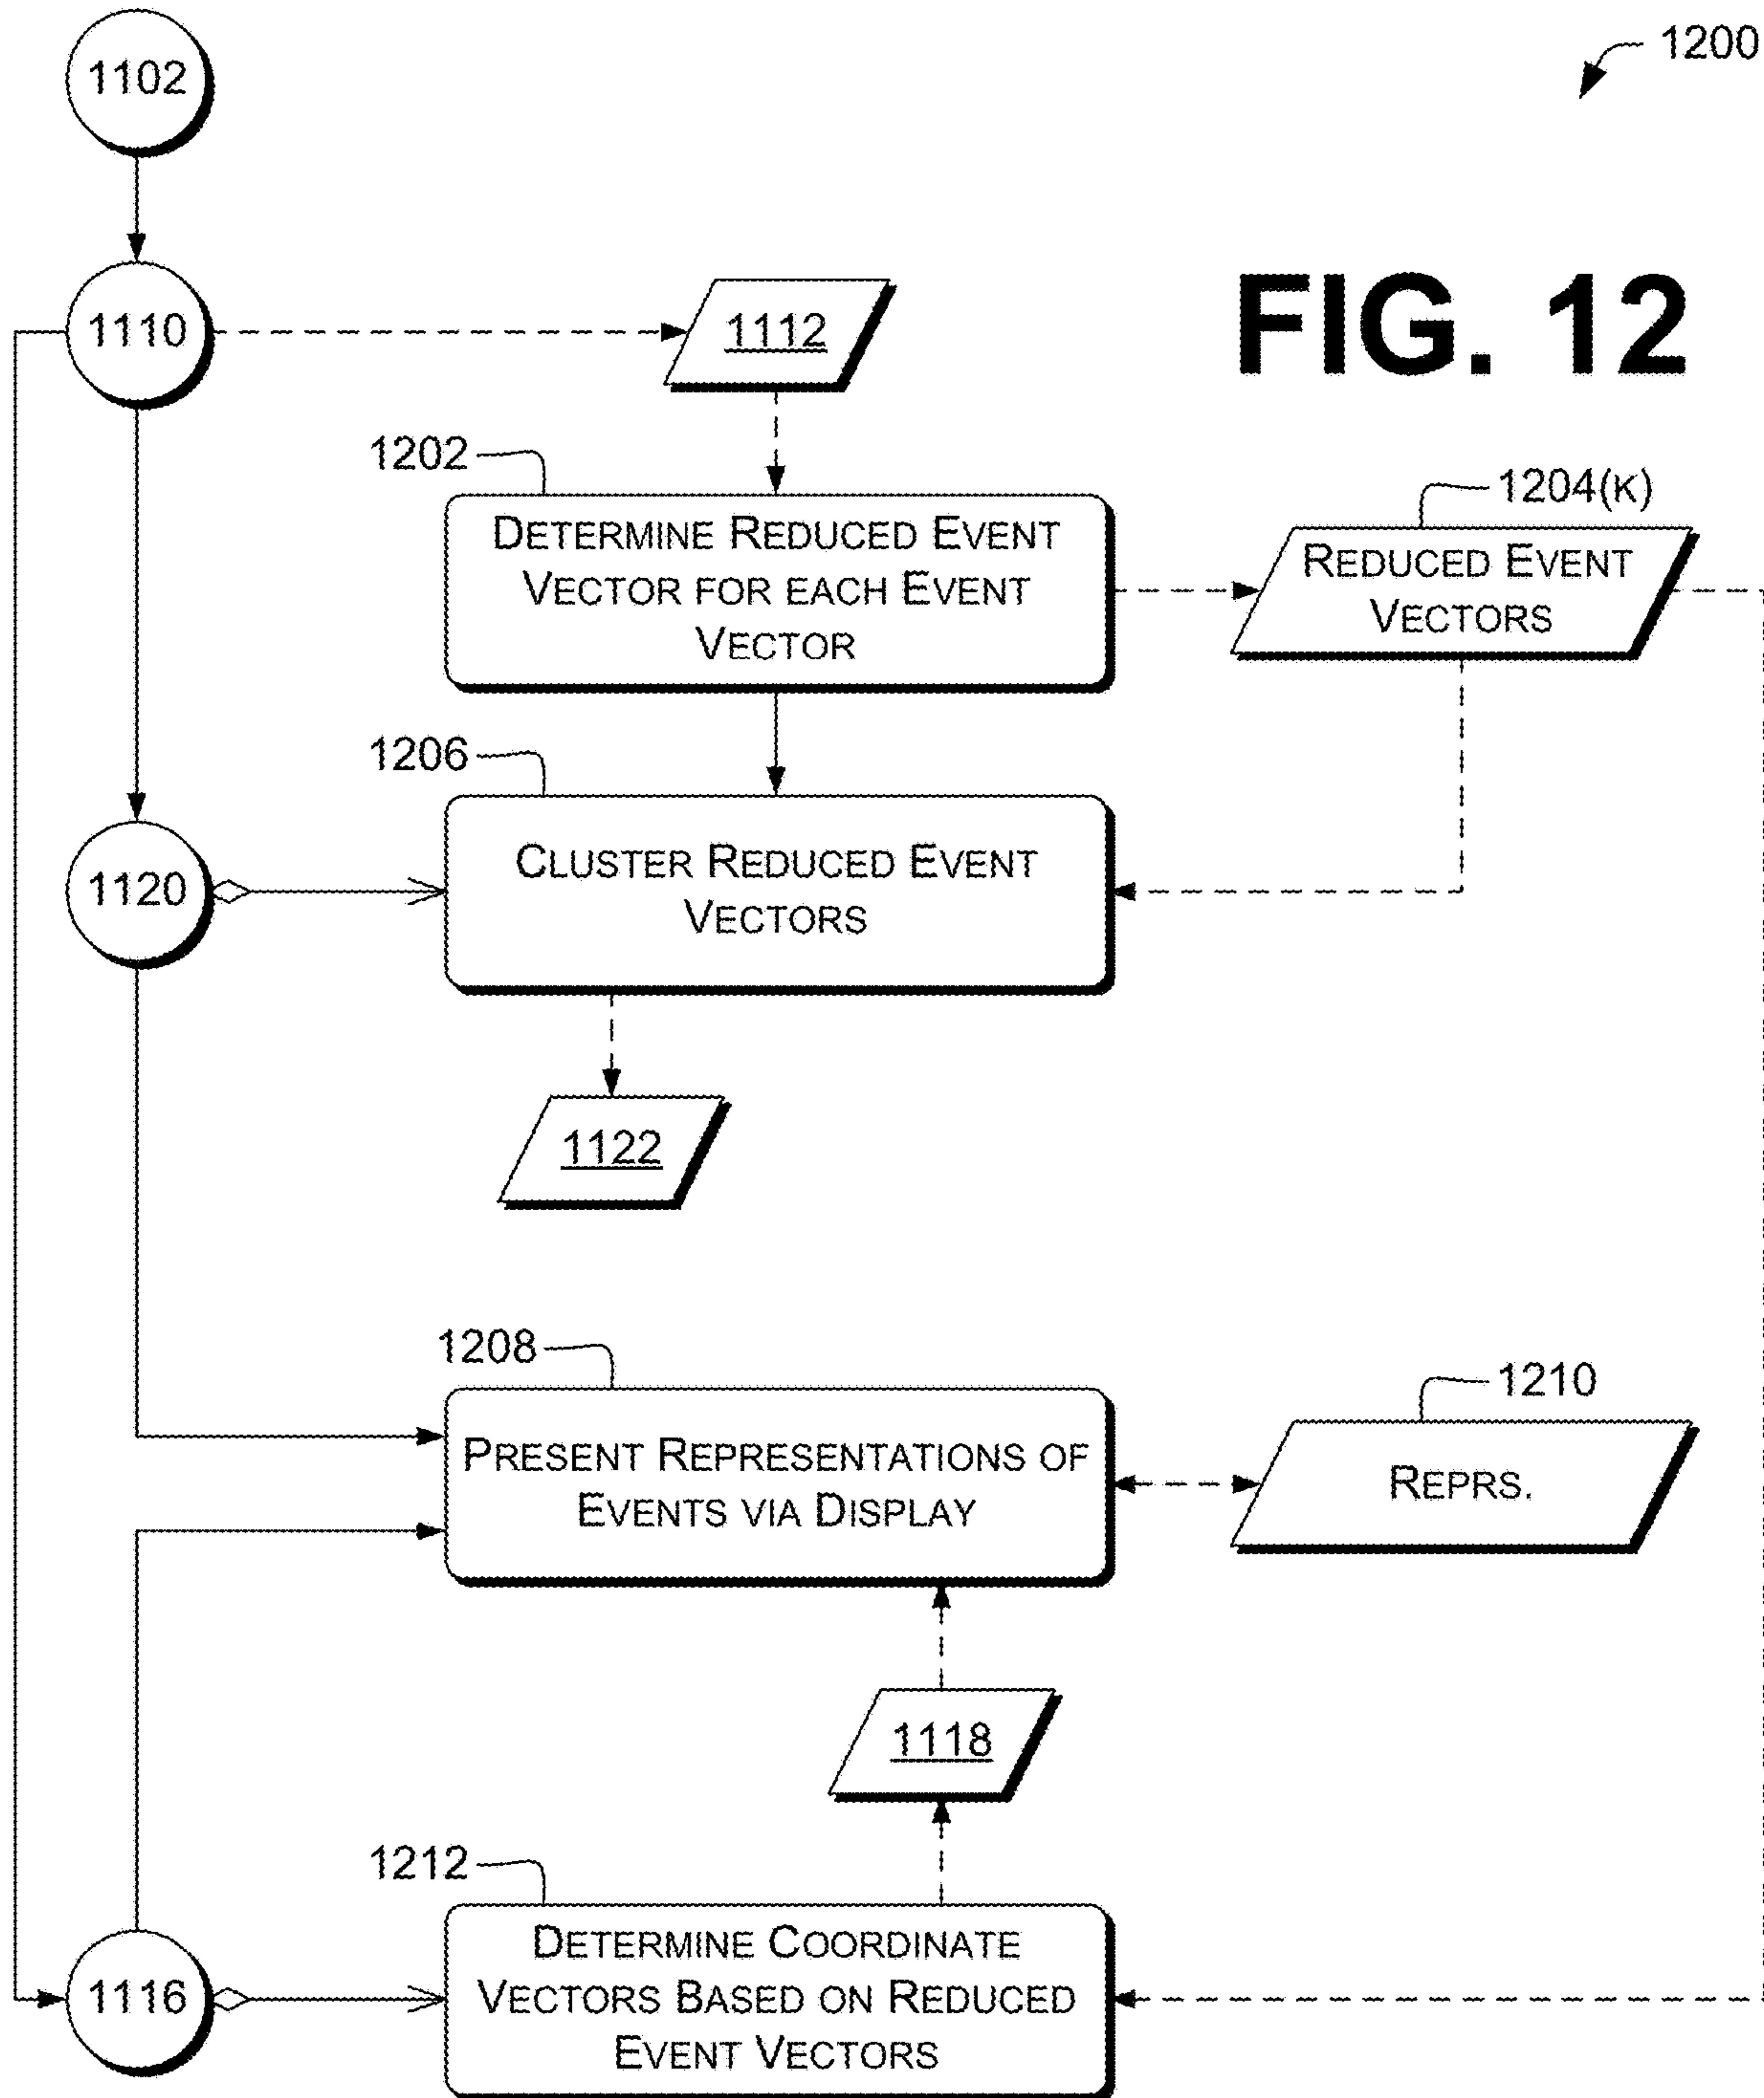 1102
1200
1110
1112
FIG. 12
1202
DETERMINE REDUCED EVENT
VECTOR FOR EACH EVENT
VECTOR
1204(K)
REDUCED EVENT
VECTORS
1206
1120
CLUSTER REDUCED EVENT
VECTORS
1122
1208
PRESENT REPRESENTATIONS OF
EVENTS VIA DISPLAY
1210
REPRS.
1118
1212
1116
DETERMINE COORDINATE
VECTORS BASED ON REDUCED
EVENT VECTORS